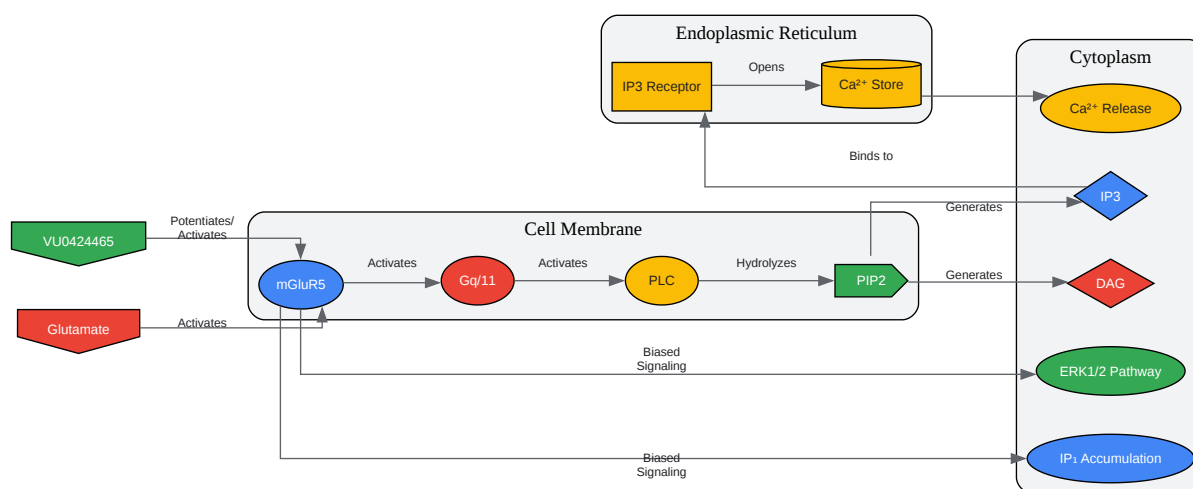 Endoplasmic Reticulum
IP3 Receptor
Opens
Ca²⁺ Store
Cytoplasm
Ca²⁺ Release
Binds to
IP3
Generates
VU0424465
Potentiates/
Activates
Cell Membrane
mGluR5
Activates
Gq/11
Activates
PLC
Hydrolyzes
PIP2
Generates
DAG
Glutamate
Activates
Biased
Signaling
ERK1/2 Pathway
Biased
Signaling
IP₁ Accumulation